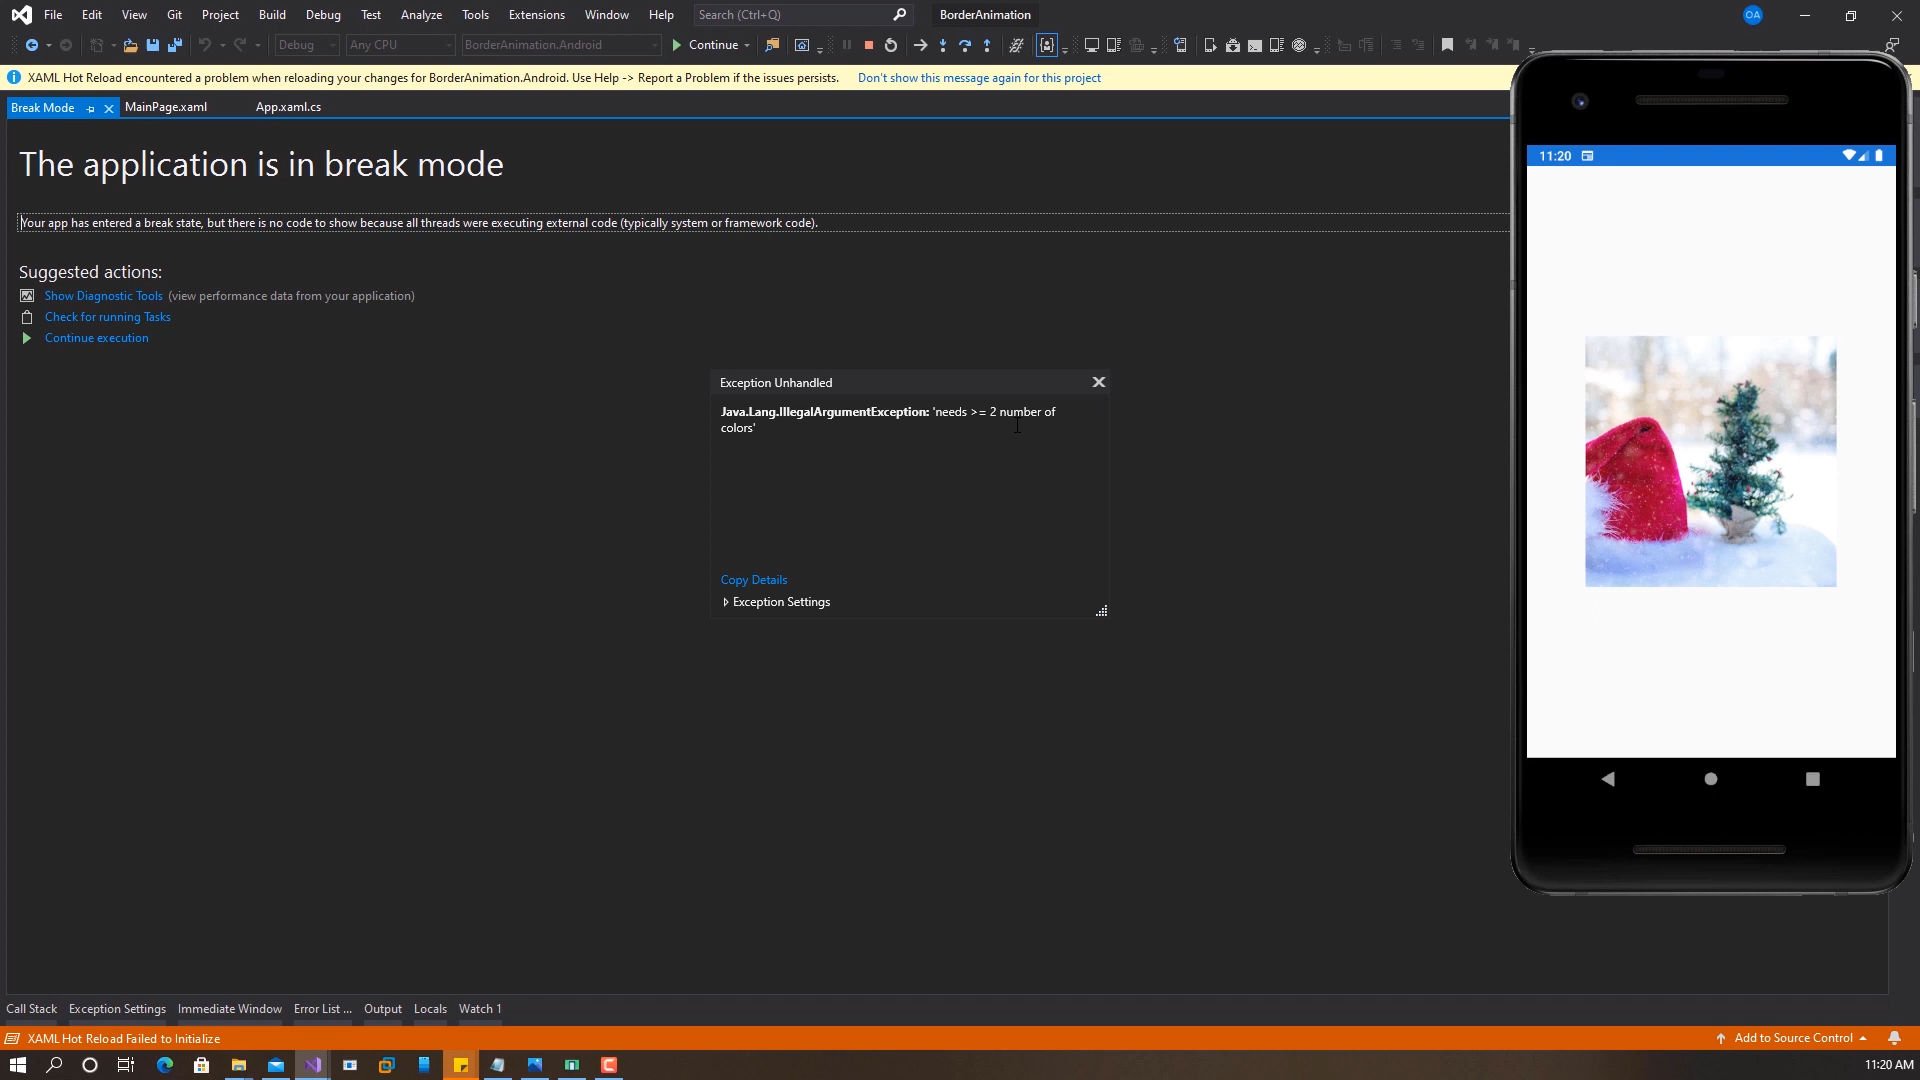 File Edit View Git Project Build Debug Test Analyze Tools Extensions Window Help Search (Ctrl+Q) BorderAnimation OA
Debug Any CPU BorderAnimation.Android Continue
XAML Hot Reload encountered a problem when reloading your changes for BorderAnimation.Android. Use Help -> Report a Problem if the issues persists. Don't show this message again for this project
Break Mode MainPage.xaml App.xaml.cs
The application is in break mode
Your app has entered a break state, but there is no code to show because all threads were executing external code (typically system or framework code).
Suggested actions:
Show Diagnostic Tools (view performance data from your application)
Check for running Tasks
Continue execution
Exception Unhandled
Java.Lang.IllegalArgumentException: 'needs >= 2 number of
colors'
Copy Details
Exception Settings
11:20
Call Stack Exception Settings Immediate Window Error List ... Output Locals Watch 1
XAML Hot Reload Failed to Initialize Add to Source Control
11:20 AM